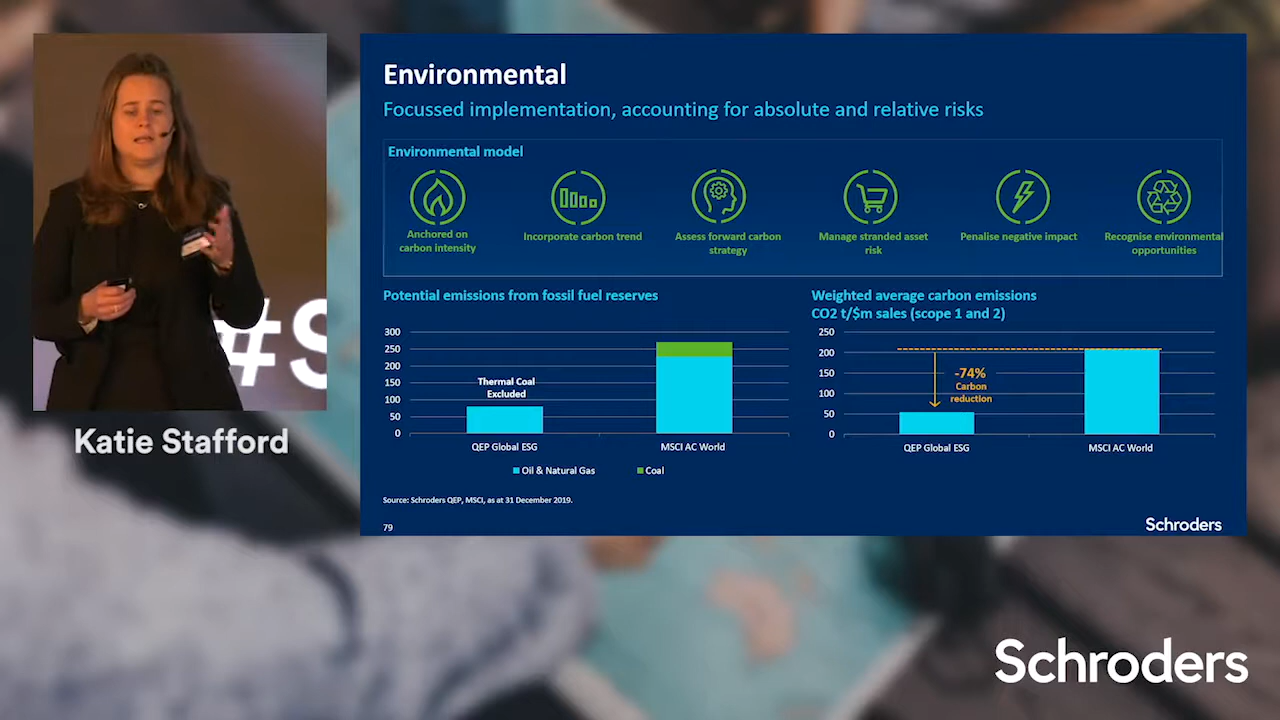 Environmental
Focussed implementation, accounting for absolute and relative risks
Environmental model
Anchored on
carbon intensity
Incorporate carbon trend
Assess forward carbon
strategy
Manage stranded asset
risk
Penalise negative impact
Recognise environmental
opportunities
Potential emissions from fossil fuel reserves
300
250
200
150
100
50
0
Thermal Coal
Excluded
QEP Global ESG
MSCI AC World
Oil & Natural Gas
Coal
Weighted average carbon emissions
CO2 t/$m sales (scope 1 and 2)
250
200
150
100
50
0
-74%
Carbon
reduction
QEP Global ESG
MSCI AC World
Source: Schroders QEP, MSCI, as at 31 December 2019.
79
Schroders
#S
Katie Stafford
Schroders